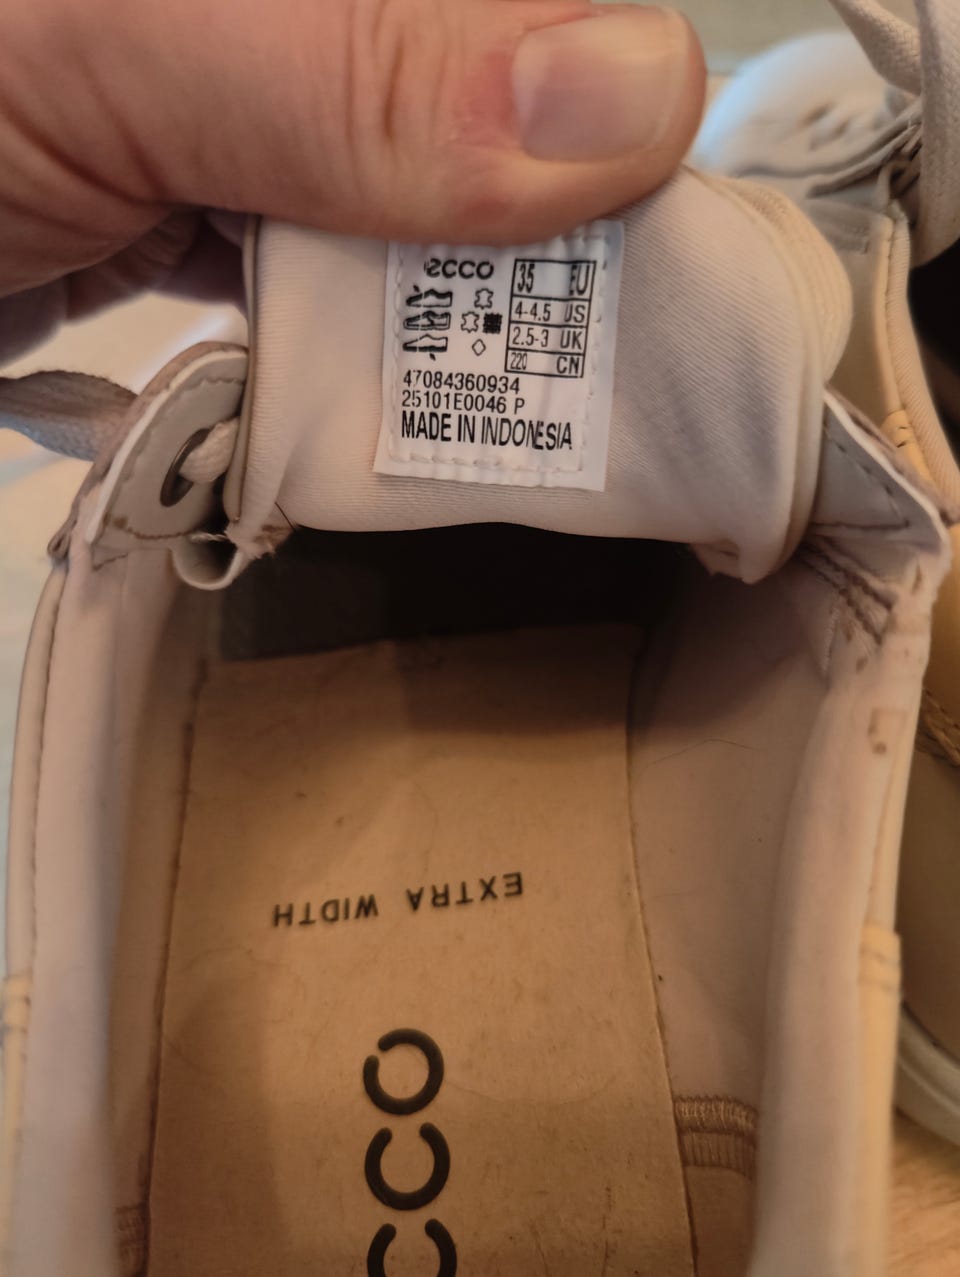 ecco
35 EU
4-4.5 US
2.5-3 UK
220 CN
47084360934
25101E0046 P
MADE IN INDONESIA
EXTRA WIDTH
CCO